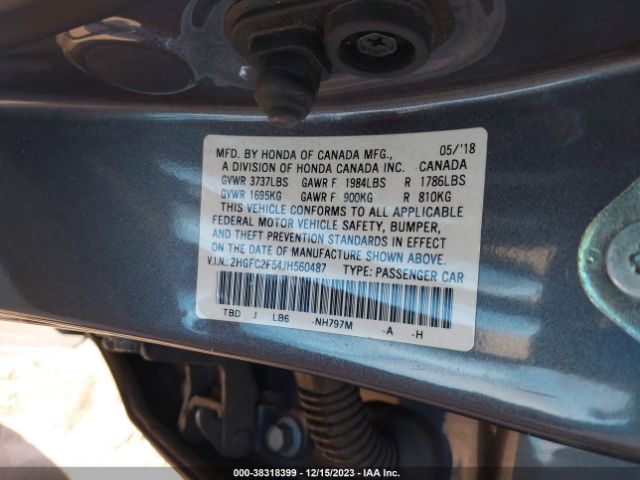 MFD. BY HONDA OF CANADA MFG., 05/'18
A DIVISION OF HONDA CANADA INC. CANADA
GVWR 3737LBS GAWR F 1984LBS R 1786LBS
GVWR 1695KG GAWR F 900KG R 810KG
THIS VEHICLE CONFORMS TO ALL APPLICABLE
FEDERAL MOTOR VEHICLE SAFETY, BUMPER,
AND THEFT PREVENTION STANDARDS IN EFFECT
ON THE DATE OF MANUFACTURE SHOWN ABOVE.
V.I.N.: 2HGFC2F54JH560487 TYPE: PASSENGER CAR
TBD J LB6 -NH797M -A -H
000-38318399 - 12/15/2023 - IAA Inc.